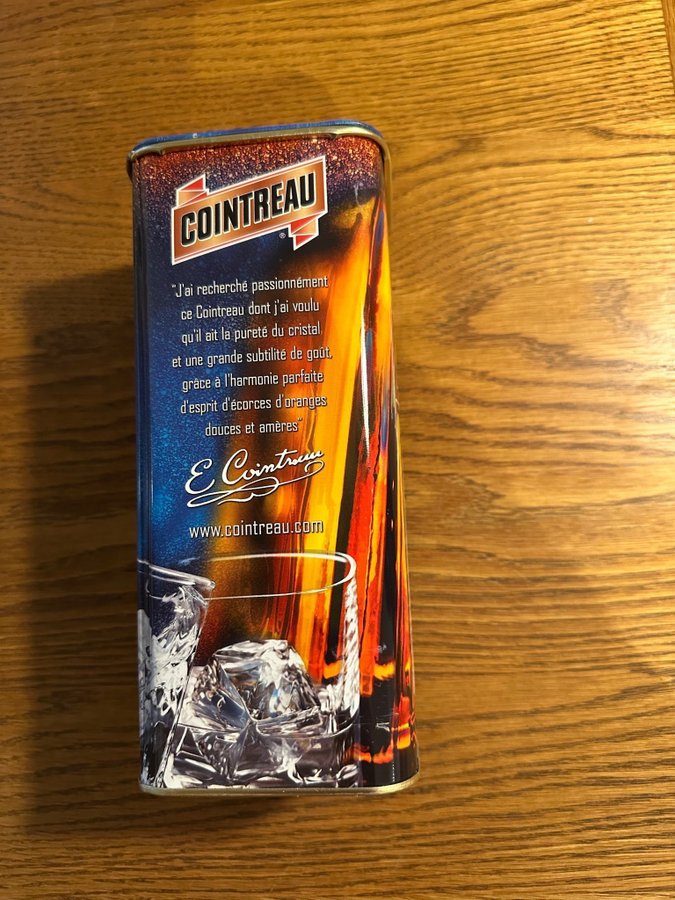 COINTREAU
®
"J'ai recherché passionnément
ce Cointreau dont j'ai voulu
qu'il ait la pureté du cristal
et une grande subtilité de goût,
grâce à l'harmonie parfaite
d'esprit d'écorces d'oranges
douces et amères"
E Cointreau
www.cointreau.com